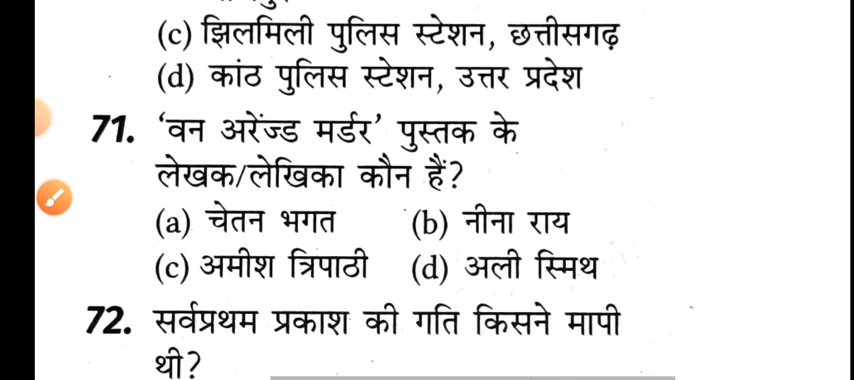 (c) झिलमिली पुलिस स्टेशन, छत्तीसगढ़
(d) कांठ पुलिस स्टेशन, उत्तर प्रदेश
71. ‘वन अरेंज्ड मर्डर’ पुस्तक के
लेखक/लेखिका कौन हैं?
(a) चेतन भगत (b) नीना राय
(c) अमीश त्रिपाठी (d) अली स्मिथ
72. सर्वप्रथम प्रकाश की गति किसने मापी
थी?